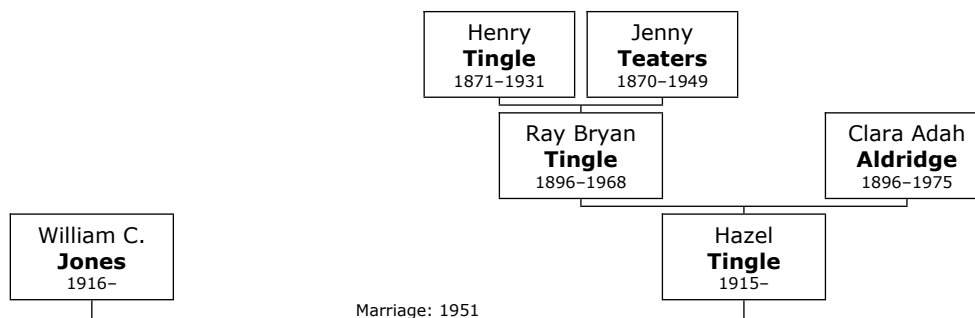 Henry
Tingle
1871–1931
Jenny
Teaters
1870–1949
Ray Bryan
Tingle
1896–1968
Clara Adah
Aldridge
1896–1975
William C.
Jones
1916–
Hazel
Tingle
1915–
Marriage: 1951